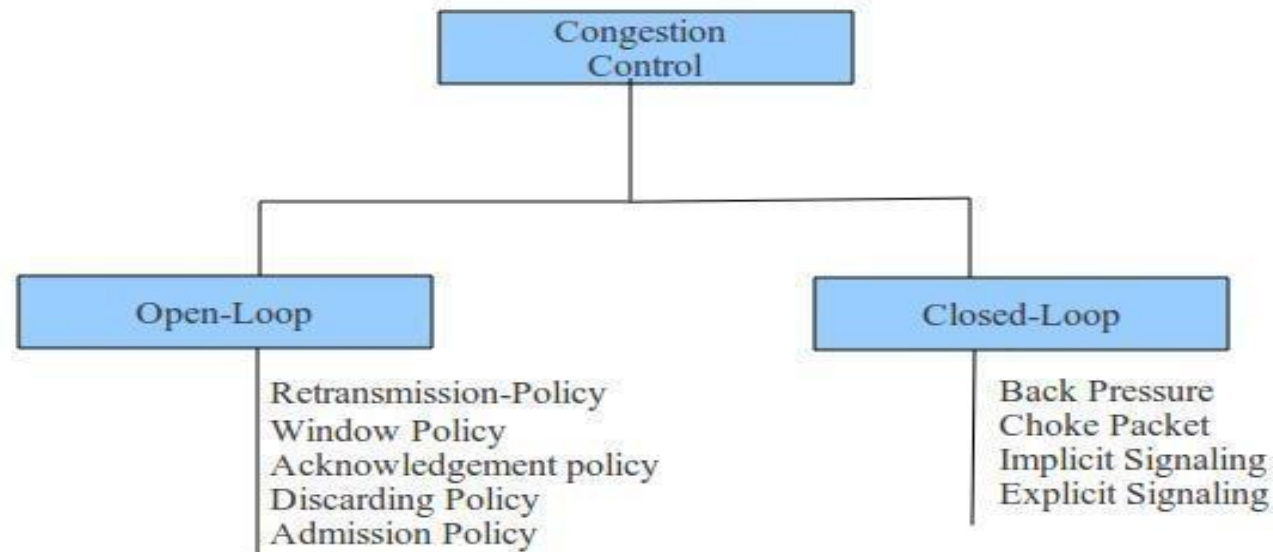 Congestion
Control
Open-Loop
Closed-Loop
Retransmission-Policy
Window Policy
Acknowledgement policy
Discarding Policy
Admission Policy
Back Pressure
Choke Packet
Implicit Signaling
Explicit Signaling